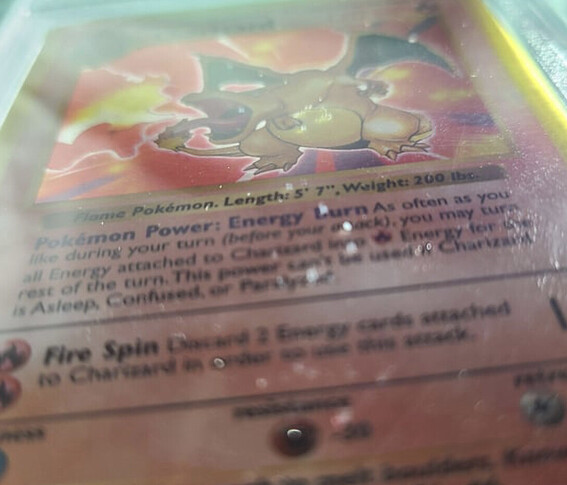 Flame Pokémon. Length: 5' 7", Weight: 200 lbs.
Pokémon Power: Energy Burn As often as you
like during your turn (before your attack), you may turn
all Energy attached to Charizard into Energy for the
rest of the turn. This power can't be used if Charizard
is Asleep, Confused, or Paralyzed.
Fire Spin Discard 2 Energy cards attached
to Charizard in order to use this attack.
resistance
-30